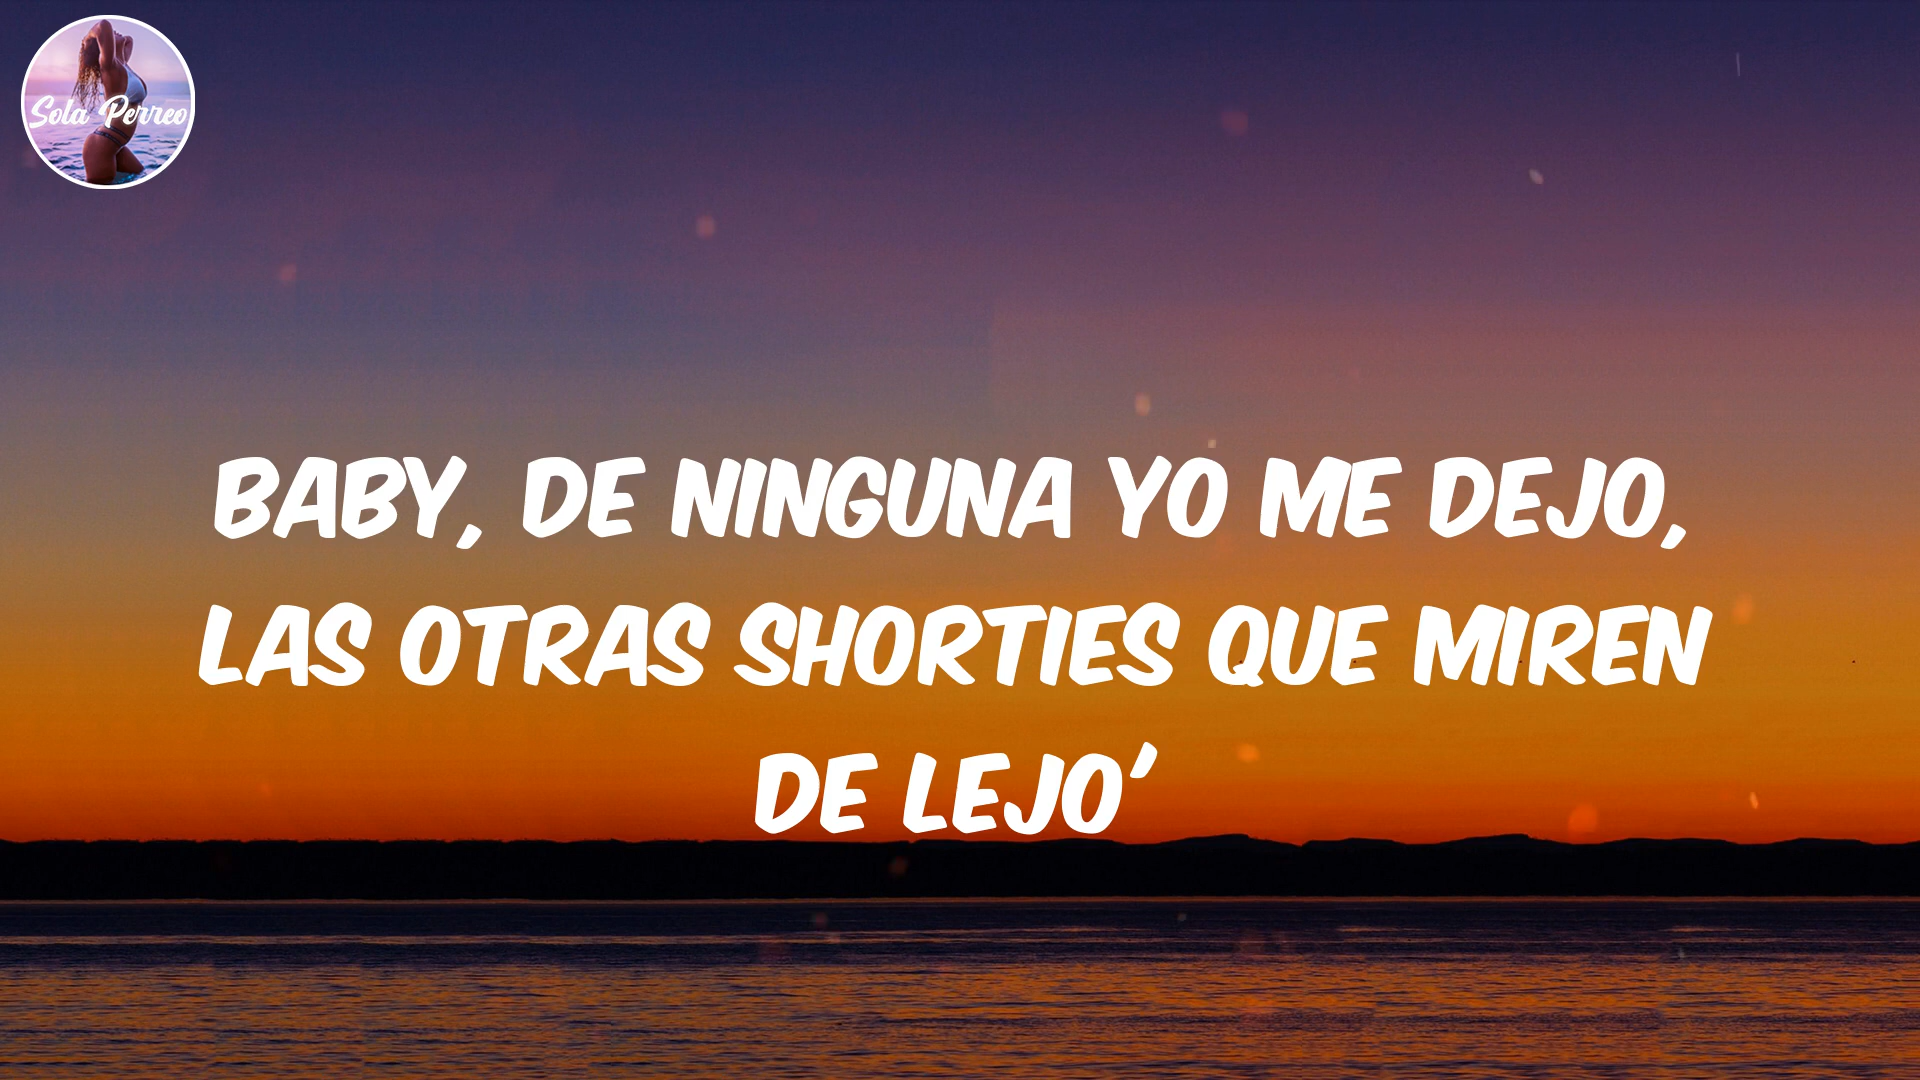 Sola Perreo
BABY, DE NINGUNA YO ME DEJO,
LAS OTRAS SHORTIES QUE MIREN
DE LEJO'